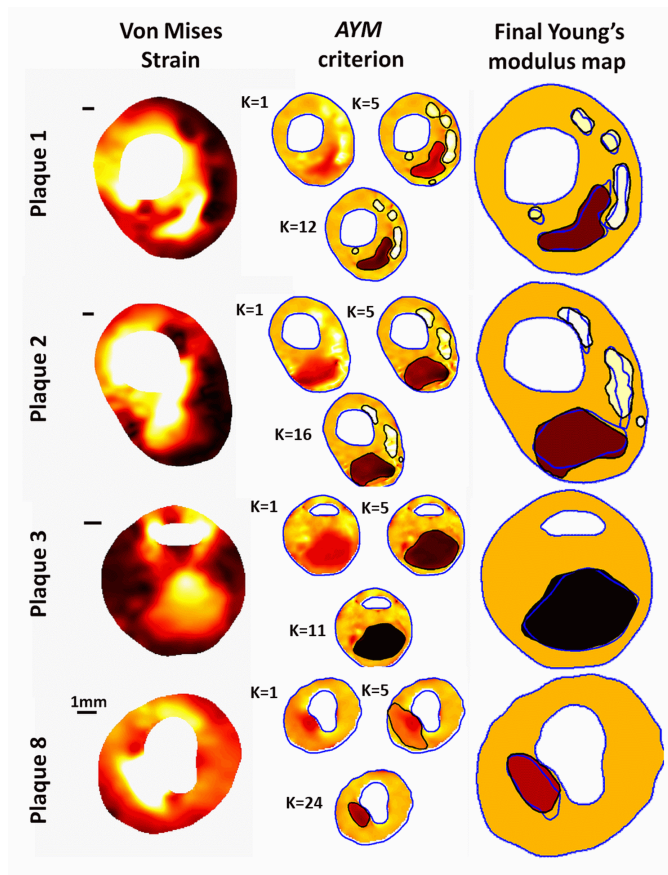 Von Mises
Strain
AYM
criterion
Final Young's
modulus map
Plaque 1
K=1
K=5
K=12
Plaque 2
K=1
K=5
K=16
Plaque 3
K=1
K=5
K=11
Plaque 8
1mm
K=1
K=5
K=24